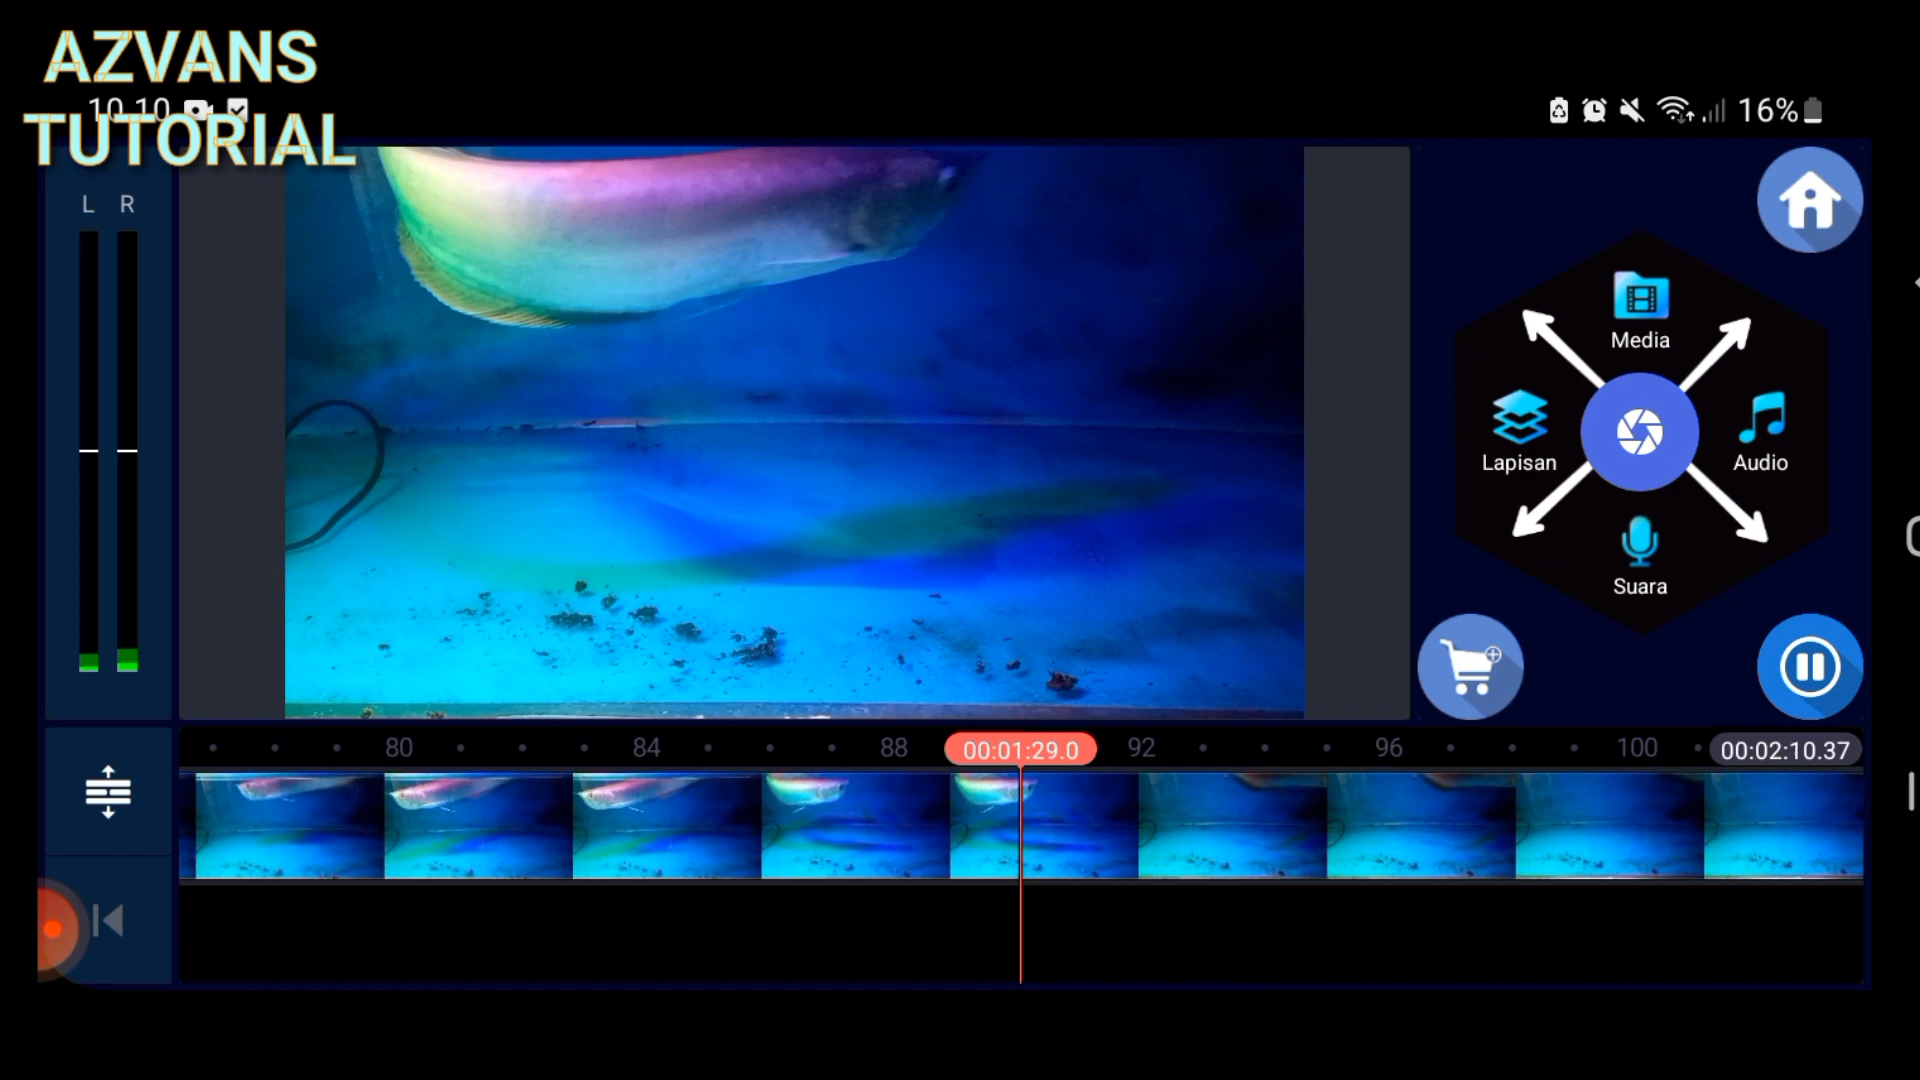 AZVANS
10.10
TUTORIAL
16%
L R
Media
Lapisan
Audio
Suara
80 84 88 00:01:29.0 92 96 100 00:02:10.37